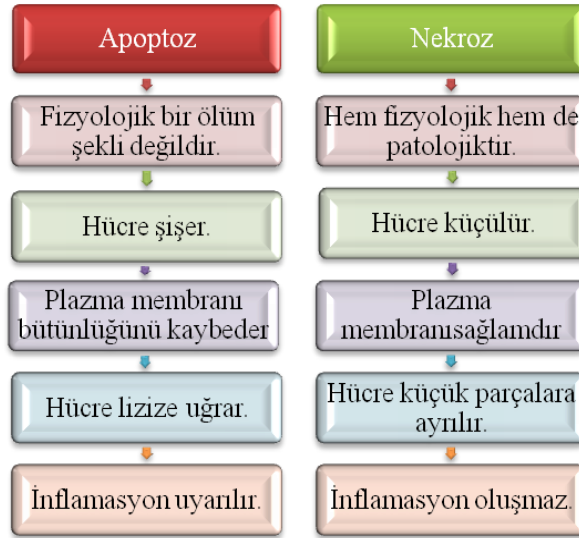 Apoptoz
Fizyolojik bir ölüm
şekli değildir.
Hücre şişer.
Plazma membranı
bütünlüğünü kaybeder
Hücre lizize uğrar.
İnflamasyon uyarılır.
Nekroz
Hem fizyolojik hem de
patolojiktir.
Hücre küçülür.
Plazma
membranısağlamdır
Hücre küçük parçalara
ayrılır.
İnflamasyon oluşmaz.